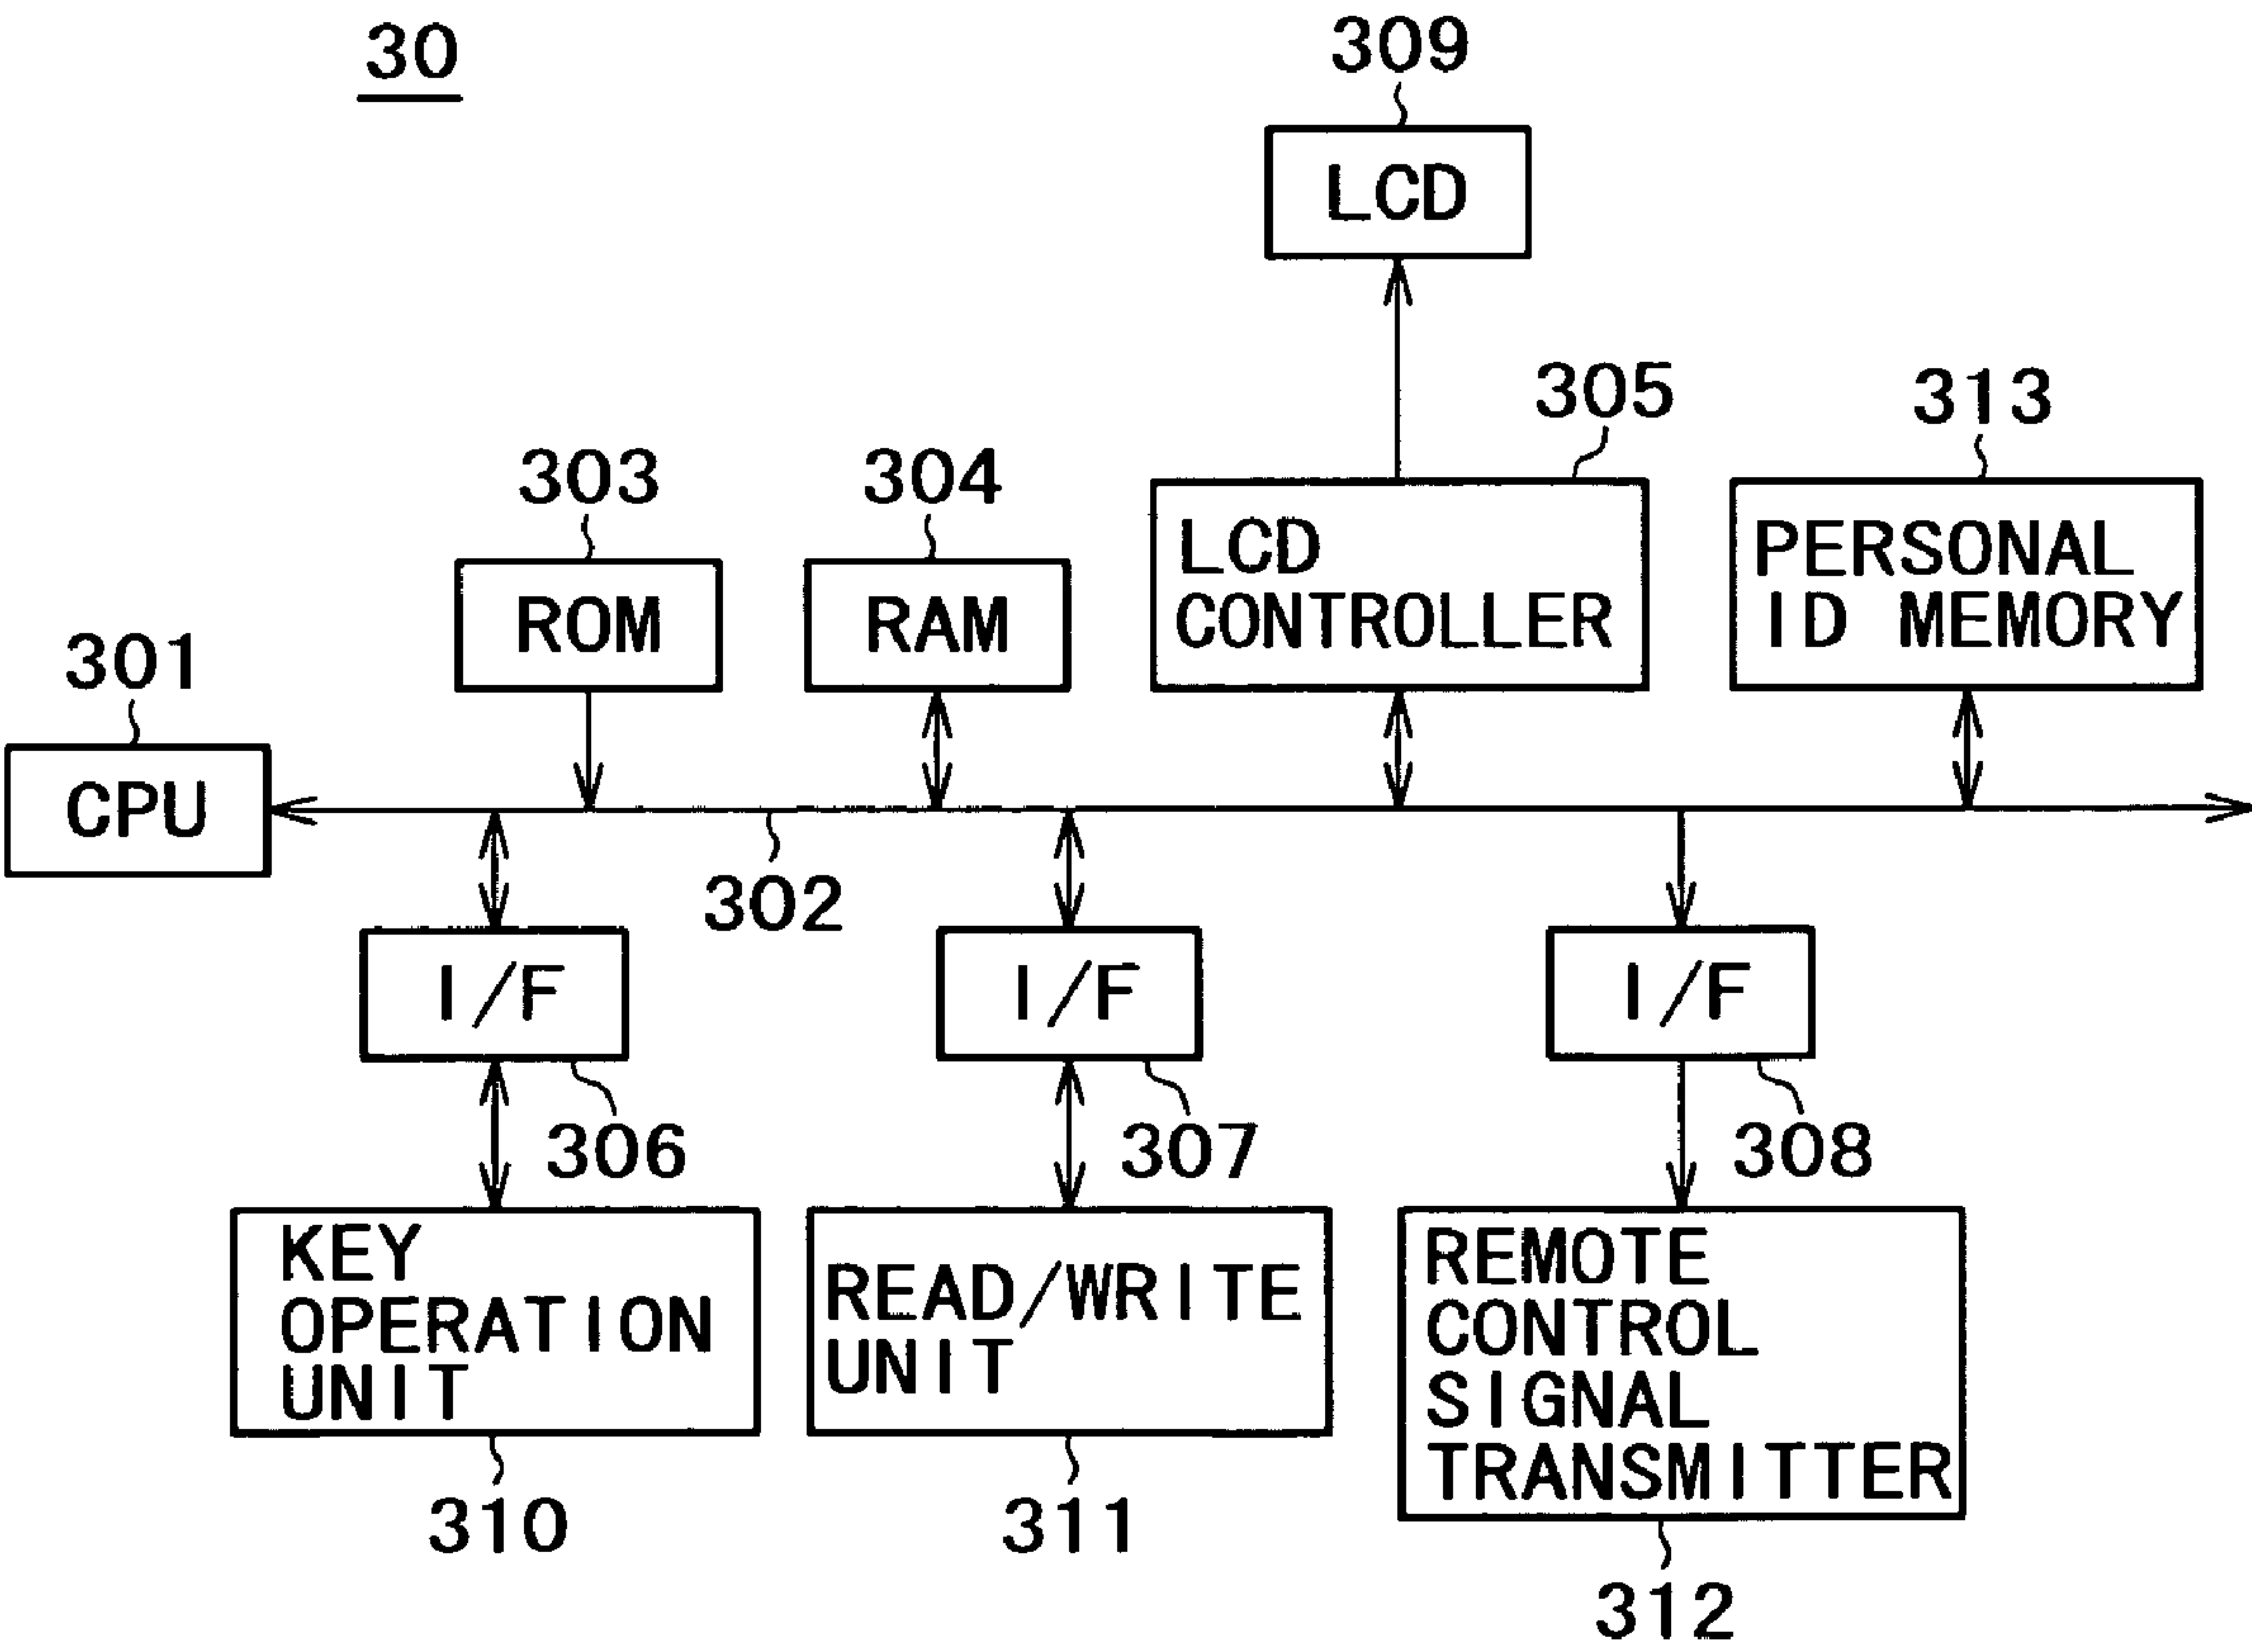 30
309
LCD
305
313
303
304
LCD
CONTROLLER
PERSONAL
ID MEMORY
ROM
RAM
301
CPU
302
I/F
I/F
I/F
306
307
308
KEY
OPERATION
UNIT
READ/WRITE
UNIT
REMOTE
CONTROL
SIGNAL
TRANSMITTER
310
311
312